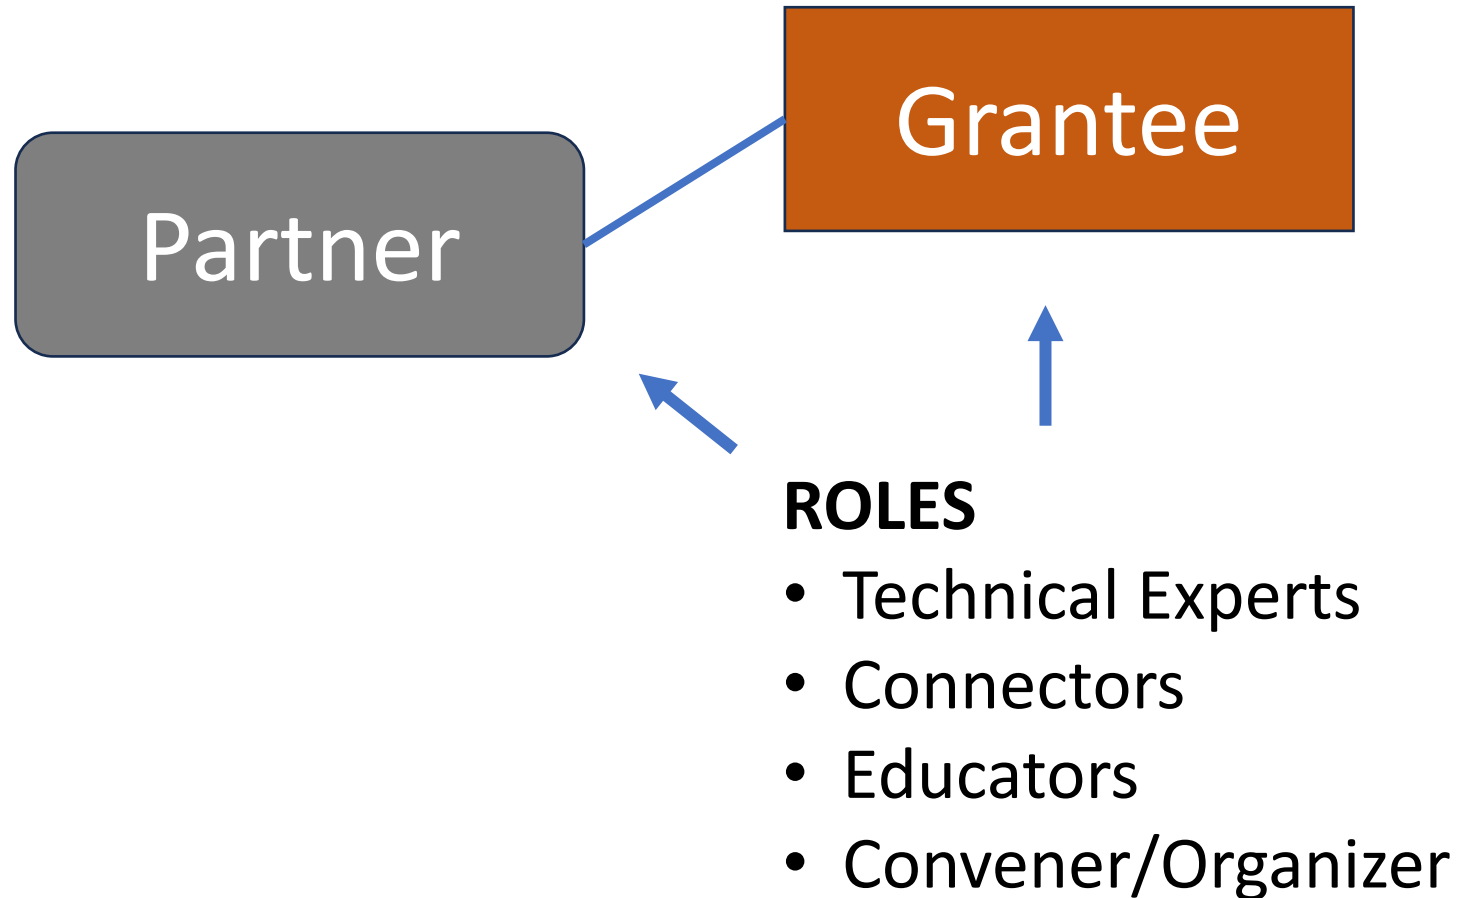 Grantee
Partner
ROLES
• Technical Experts
• Connectors
• Educators
• Convener/Organizer